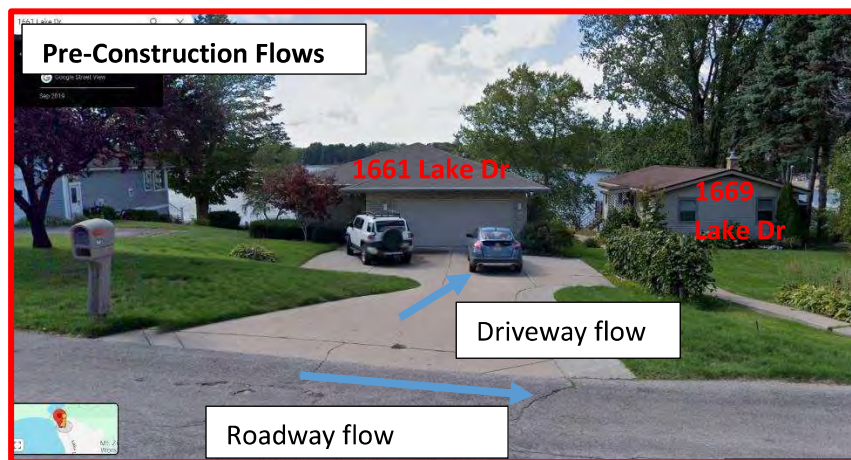 1661 Lake Dr
Pre-Construction Flows
Google Street View
Sep 2019
1661 Lake Dr
1669
Lake Dr
Driveway flow
Roadway flow